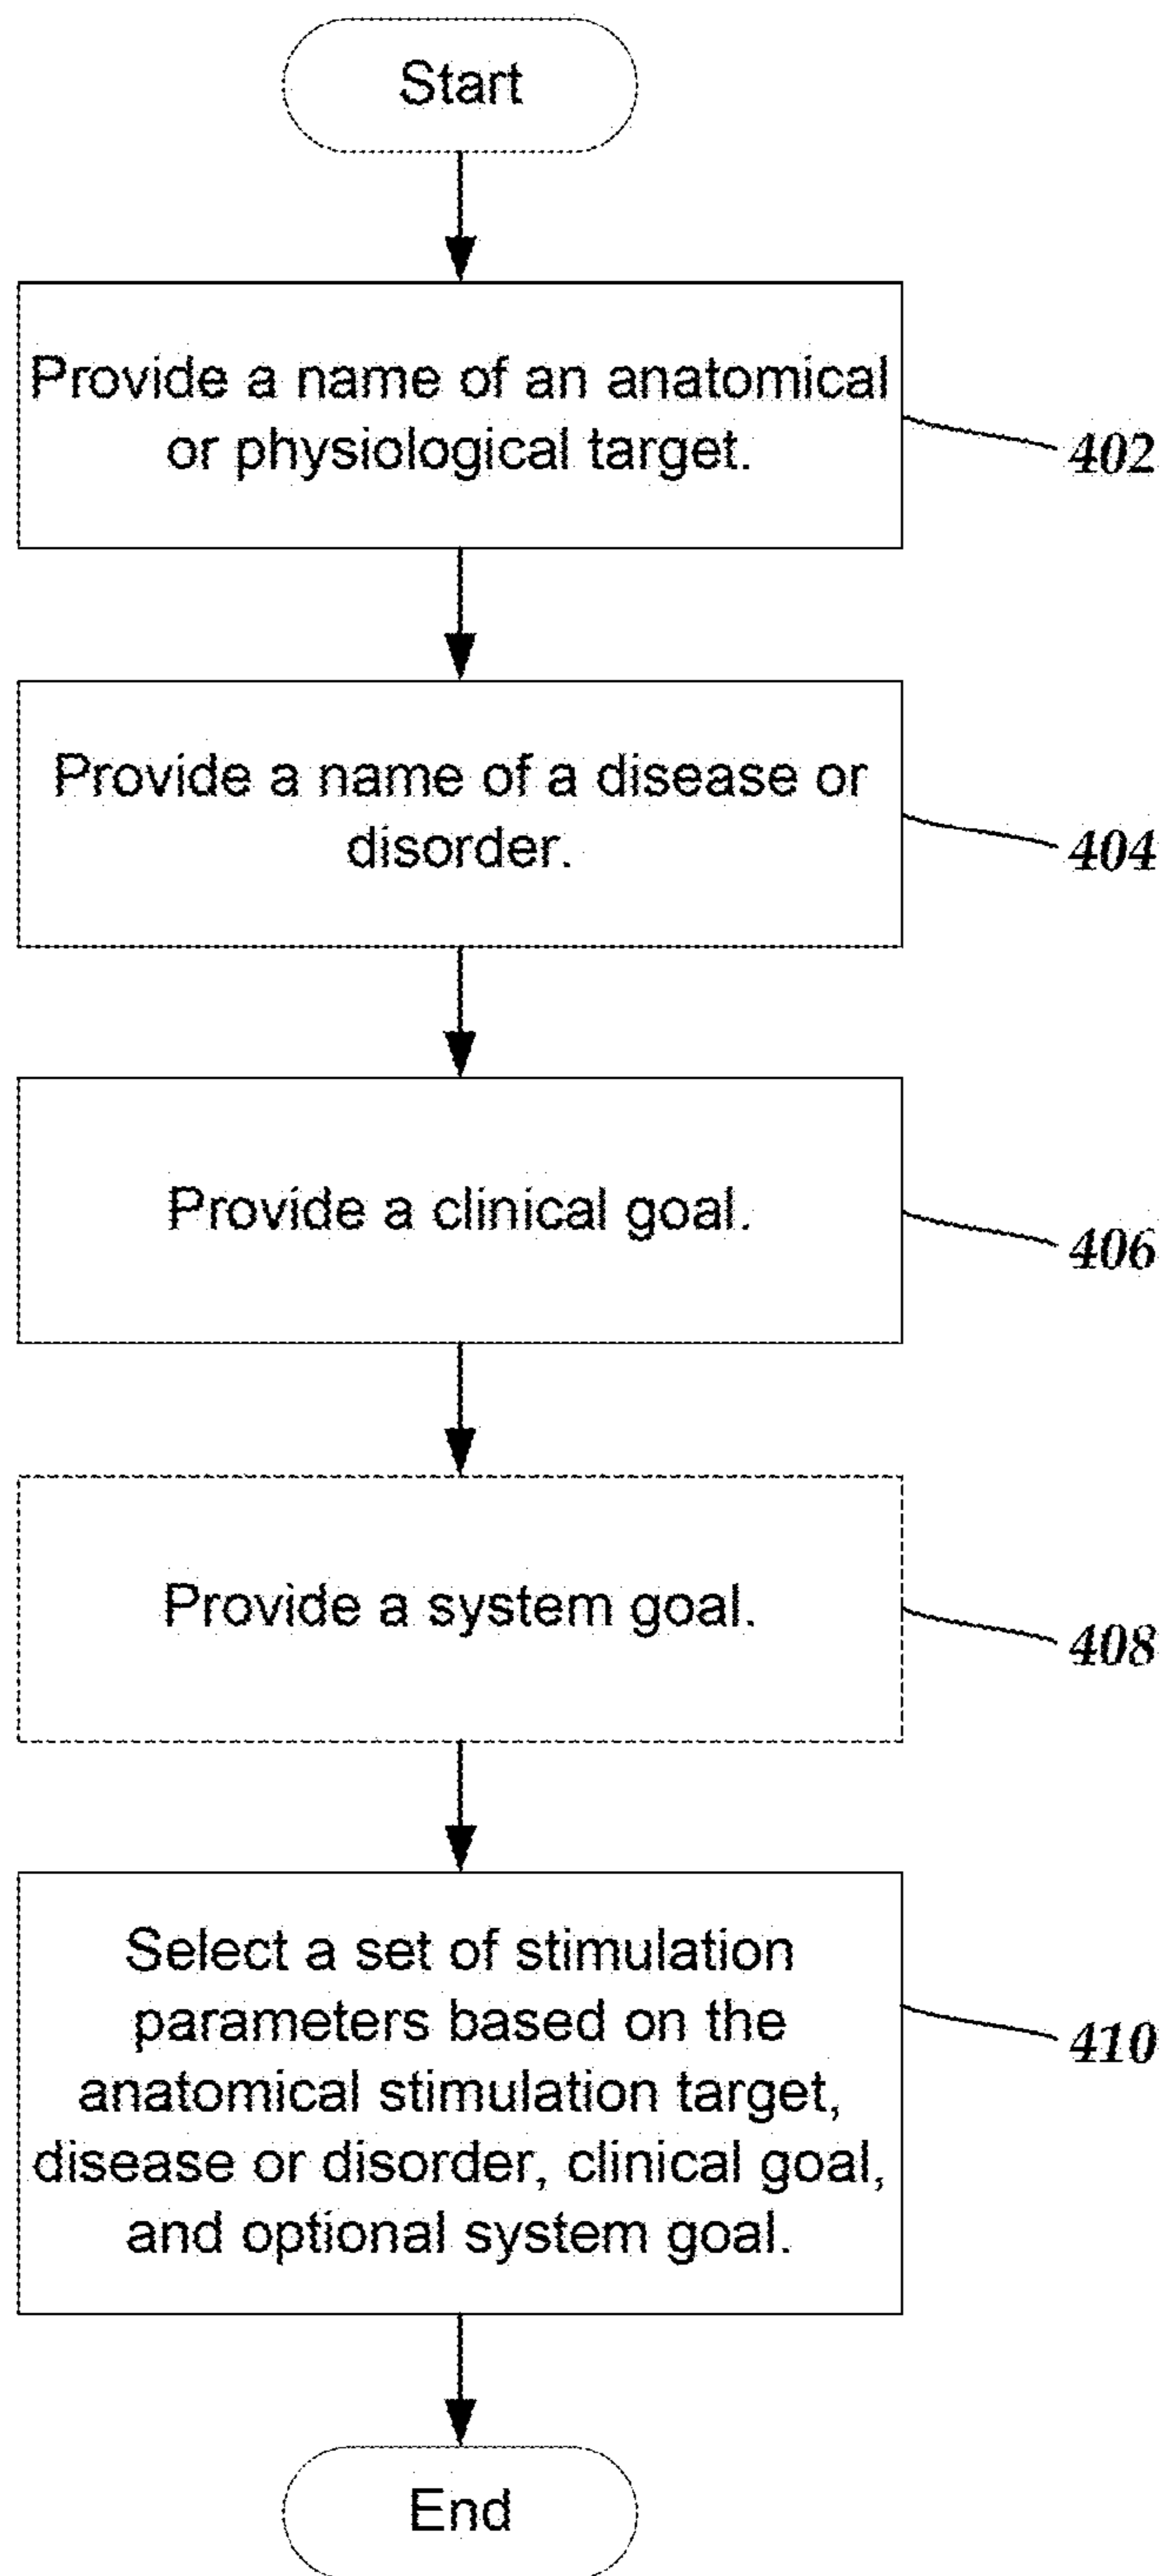 Start
Provide a name of an anatomical
or physiological target.
402
Provide a name of a disease or
disorder.
404
Provide a clinical goal.
406
Provide a system goal.
408
Select a set of stimulation
parameters based on the
anatomical stimulation target,
disease or disorder, clinical goal,
and optional system goal.
410
End